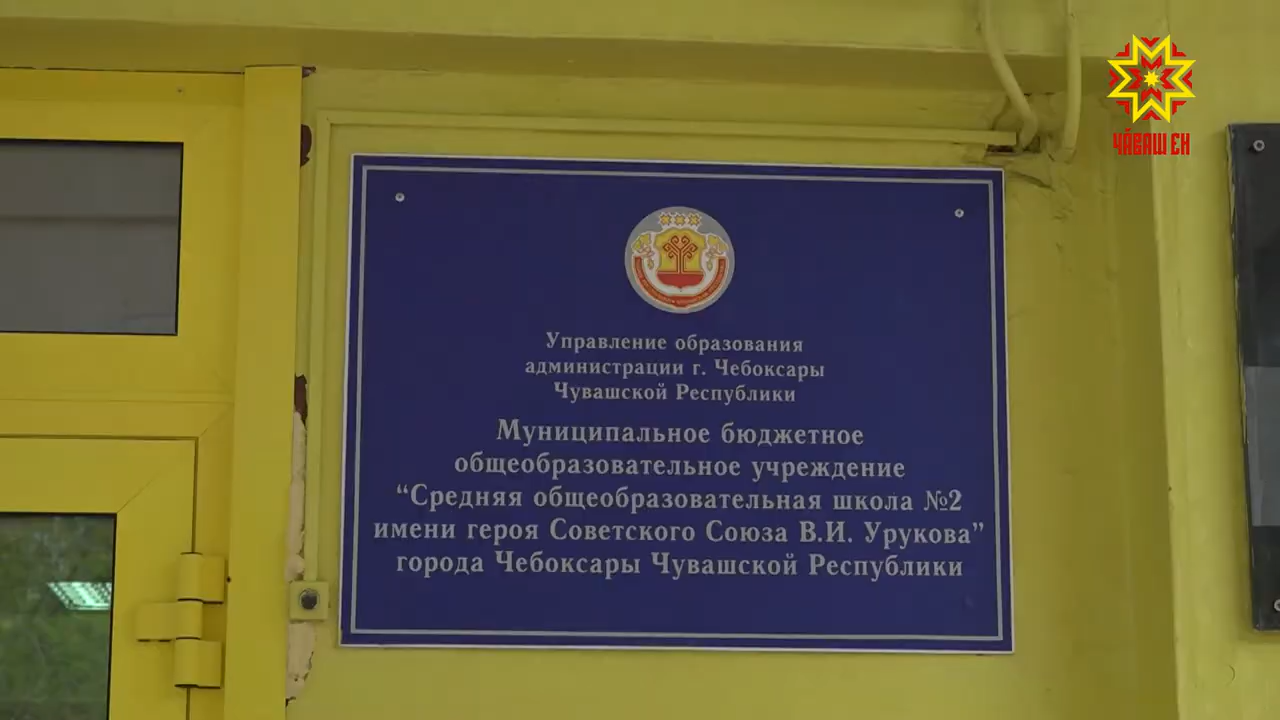 ЧӐВАШ ЕН
Управление образования
администрации г. Чебоксары
Чувашской Республики
Муниципальное бюджетное
общеобразовательное учреждение
“Средняя общеобразовательная школа №2
имени героя Советского Союза В.И. Урукова”
города Чебоксары Чувашской Республики